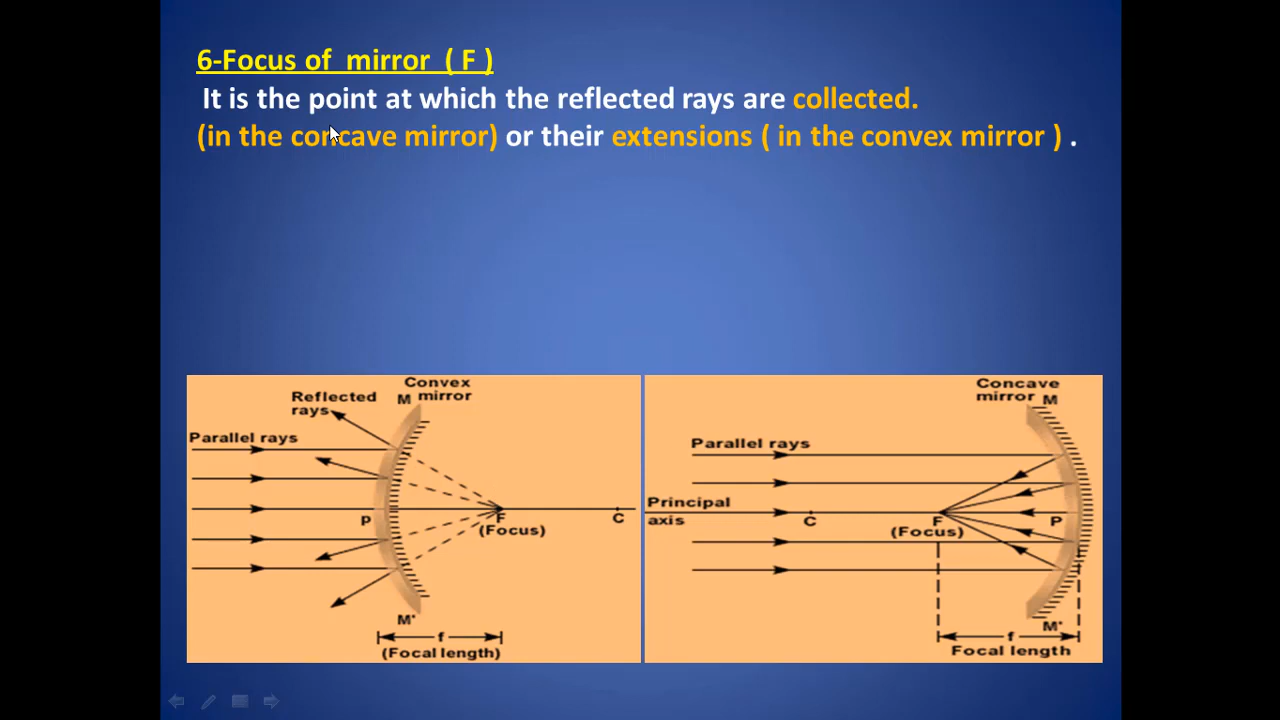 6-Focus of mirror ( F )
It is the point at which the reflected rays are collected.
(in the concave mirror) or their extensions ( in the convex mirror ) .
Convex
mirror
M
Reflected
rays
Parallel rays
P
F
(Focus)
C
M'
f
(Focal length)
Concave
mirror M
Parallel rays
Principal
axis
C
F
(Focus)
P
M'
f
Focal length